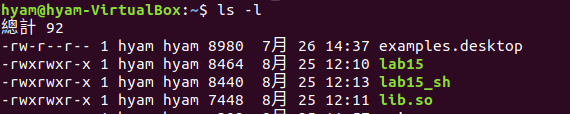 hyam@hyam-VirtualBox:~$ ls -l
總計 92
-rw-r--r-- 1 hyam hyam 8980  7月 26 14:37 examples.desktop
-rwxrwxr-x 1 hyam hyam 8464  8月 25 12:10 lab15
-rwxrwxr-x 1 hyam hyam 8440  8月 25 12:13 lab15_sh
-rwxrwxr-x 1 hyam hyam 7448  8月 25 12:11 lib.so